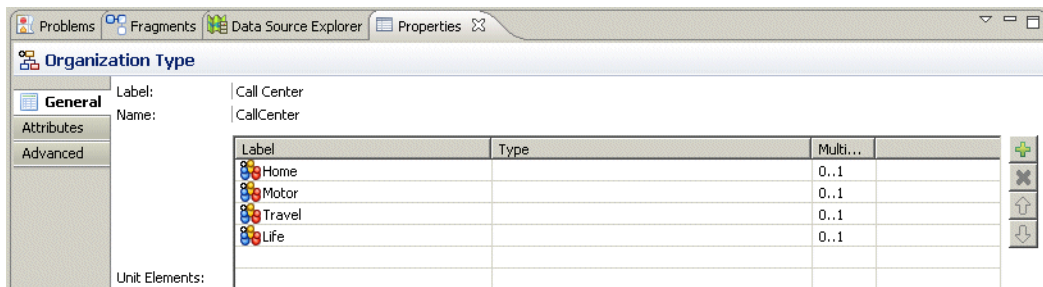 Problems Fragments Data Source Explorer Properties
Organization Type
General
Attributes
Advanced
Label: Call Center
Name: CallCenter
Label Type Multi...
Home 0..1
Motor 0..1
Travel 0..1
Life 0..1
Unit Elements: